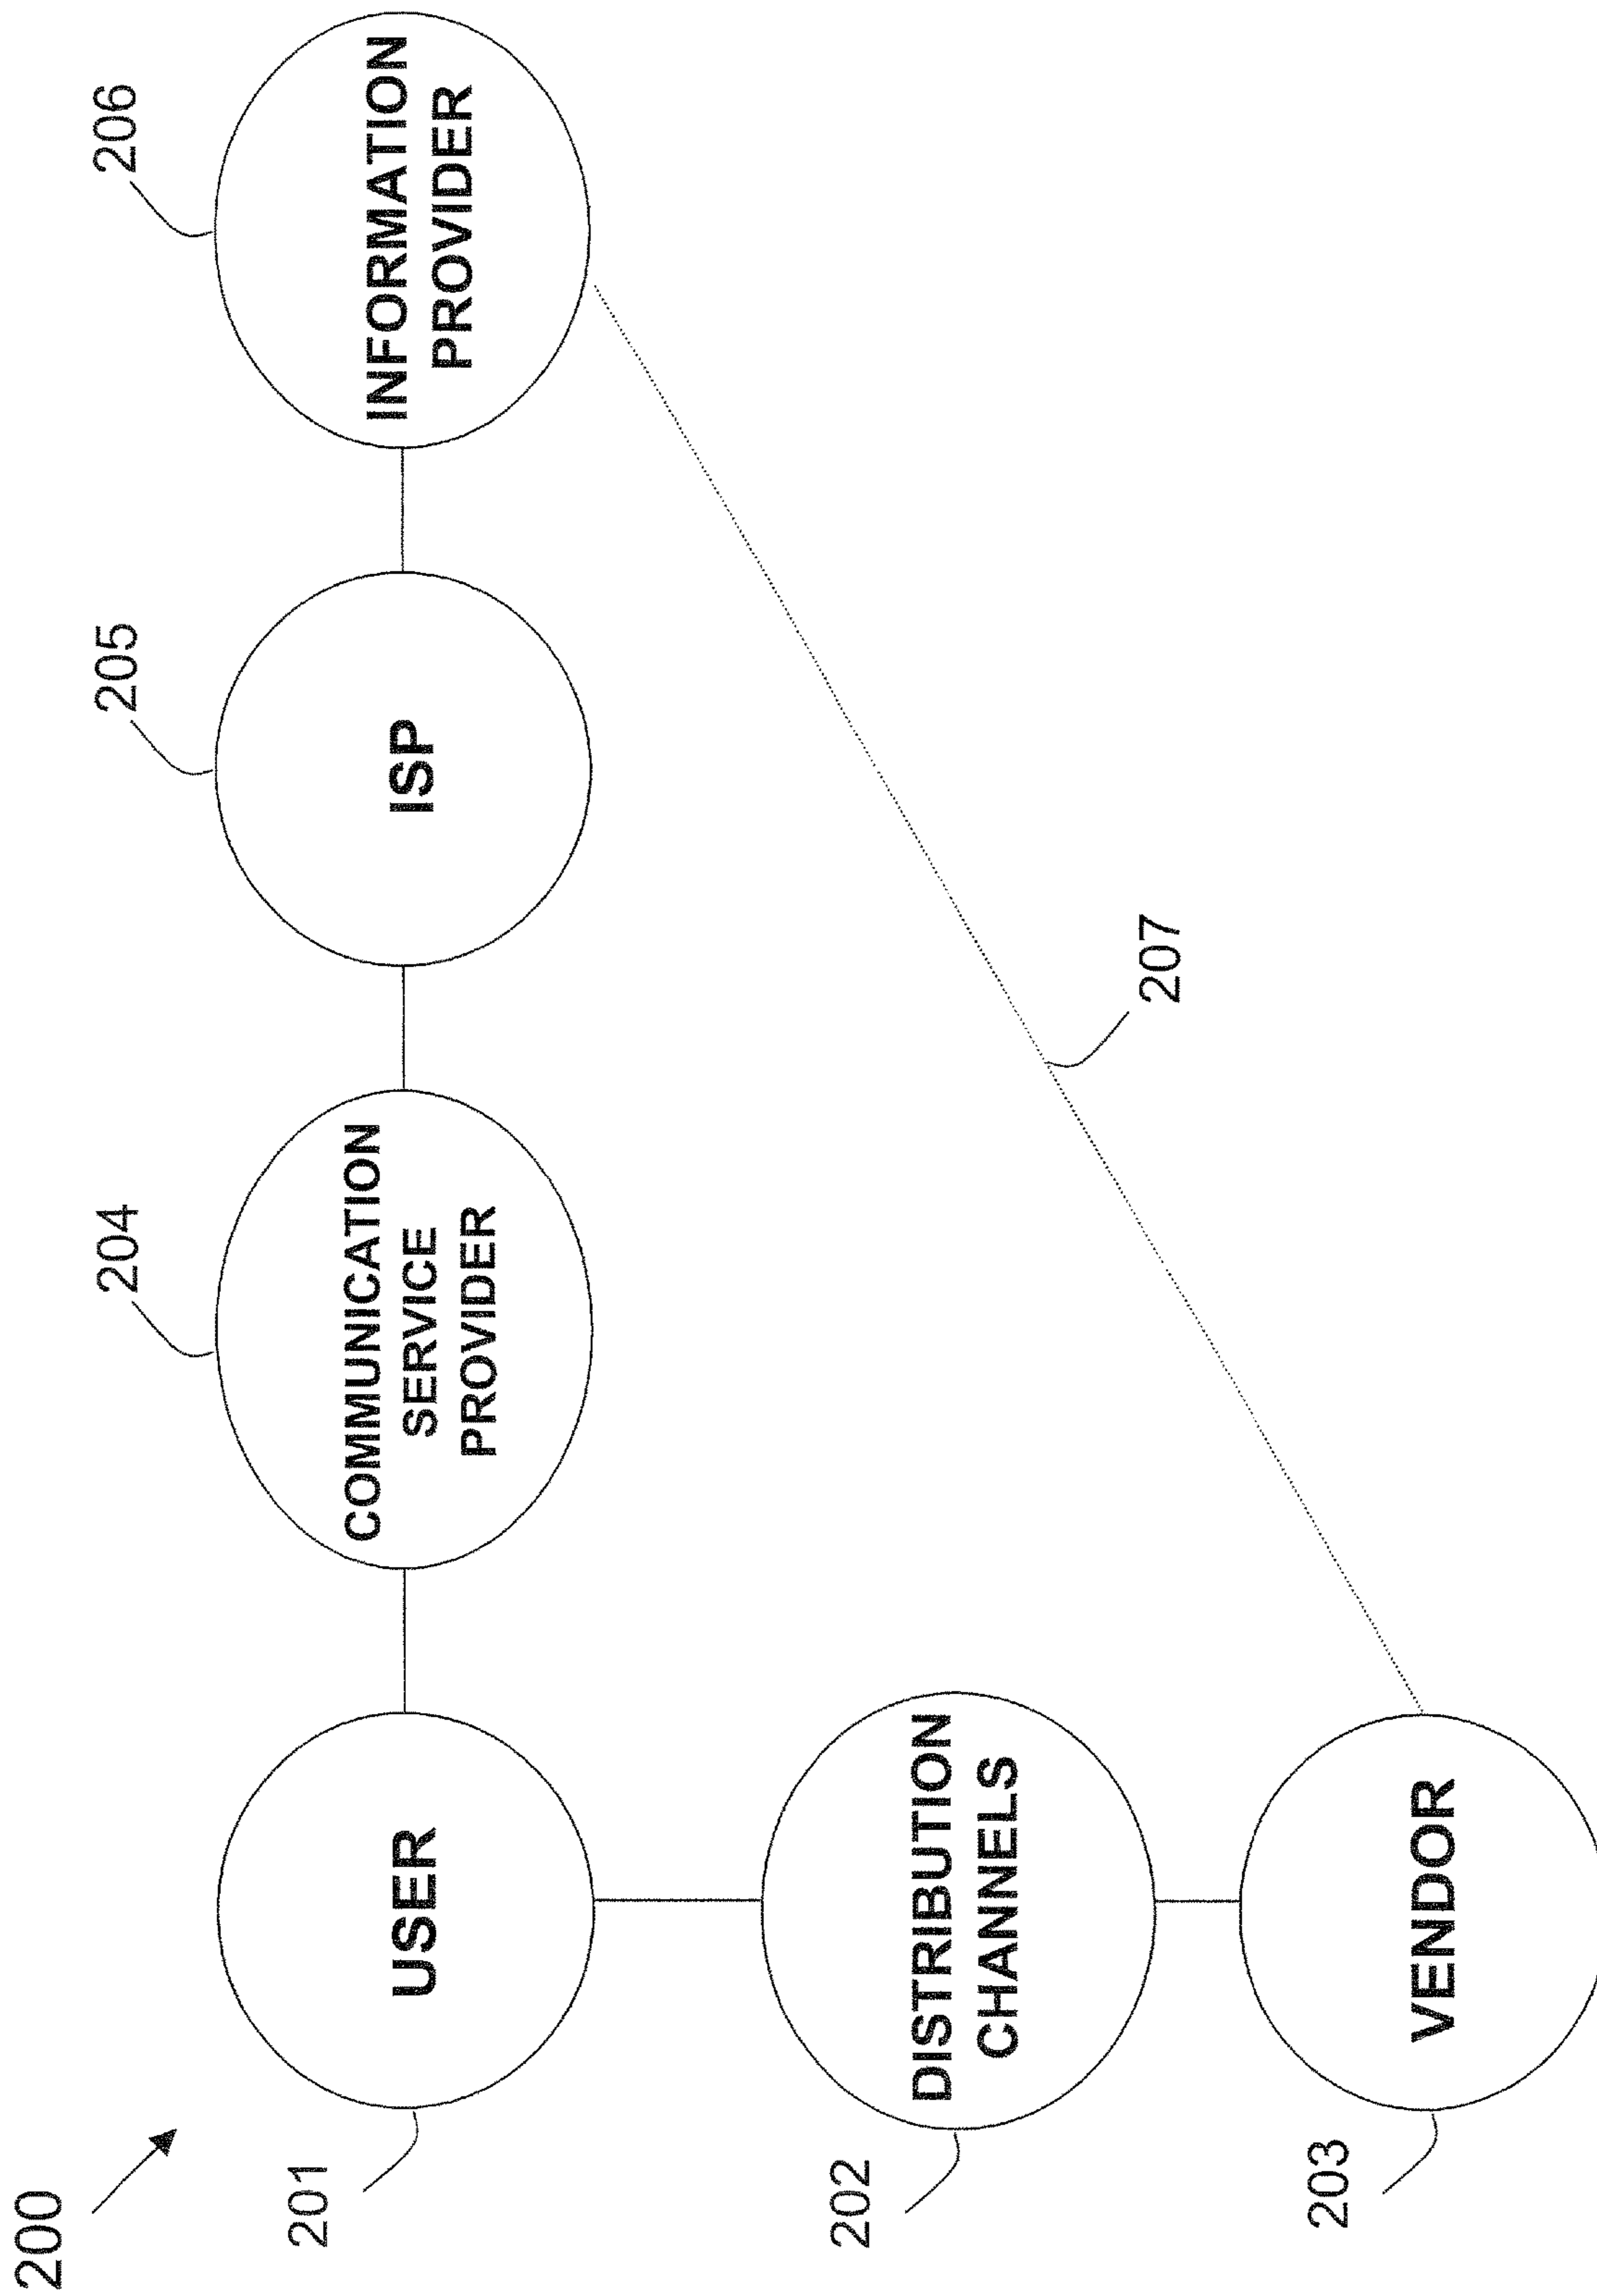 200
201
USER
204
COMMUNICATION
SERVICE
PROVIDER
205
ISP
206
INFORMATION
PROVIDER
202
DISTRIBUTION
CHANNELS
207
203
VENDOR